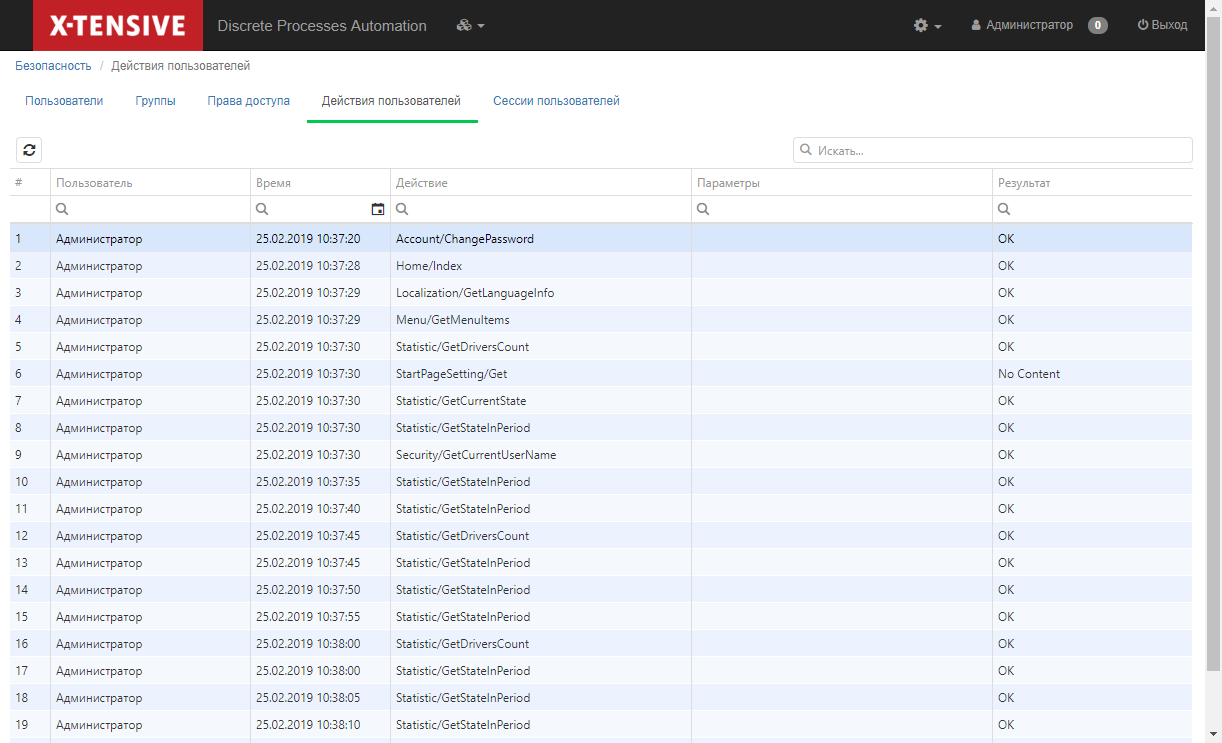 X-TENSIVE Discrete Processes Automation Администратор 0 Выход
Безопасность / Действия пользователей
Пользователи Группы Права доступа Действия пользователей Сессии пользователей
Искать...
# Пользователь Время Действие Параметры Результат
1 Администратор 25.02.2019 10:37:20 Account/ChangePassword OK
2 Администратор 25.02.2019 10:37:28 Home/Index OK
3 Администратор 25.02.2019 10:37:29 Localization/GetLanguageInfo OK
4 Администратор 25.02.2019 10:37:29 Menu/GetMenuItems OK
5 Администратор 25.02.2019 10:37:30 Statistic/GetDriversCount OK
6 Администратор 25.02.2019 10:37:30 StartPageSetting/Get No Content
7 Администратор 25.02.2019 10:37:30 Statistic/GetCurrentState OK
8 Администратор 25.02.2019 10:37:30 Statistic/GetStateInPeriod OK
9 Администратор 25.02.2019 10:37:30 Security/GetCurrentUserName OK
10 Администратор 25.02.2019 10:37:35 Statistic/GetStateInPeriod OK
11 Администратор 25.02.2019 10:37:40 Statistic/GetStateInPeriod OK
12 Администратор 25.02.2019 10:37:45 Statistic/GetDriversCount OK
13 Администратор 25.02.2019 10:37:45 Statistic/GetStateInPeriod OK
14 Администратор 25.02.2019 10:37:50 Statistic/GetStateInPeriod OK
15 Администратор 25.02.2019 10:37:55 Statistic/GetStateInPeriod OK
16 Администратор 25.02.2019 10:38:00 Statistic/GetDriversCount OK
17 Администратор 25.02.2019 10:38:00 Statistic/GetStateInPeriod OK
18 Администратор 25.02.2019 10:38:05 Statistic/GetStateInPeriod OK
19 Администратор 25.02.2019 10:38:10 Statistic/GetStateInPeriod OK